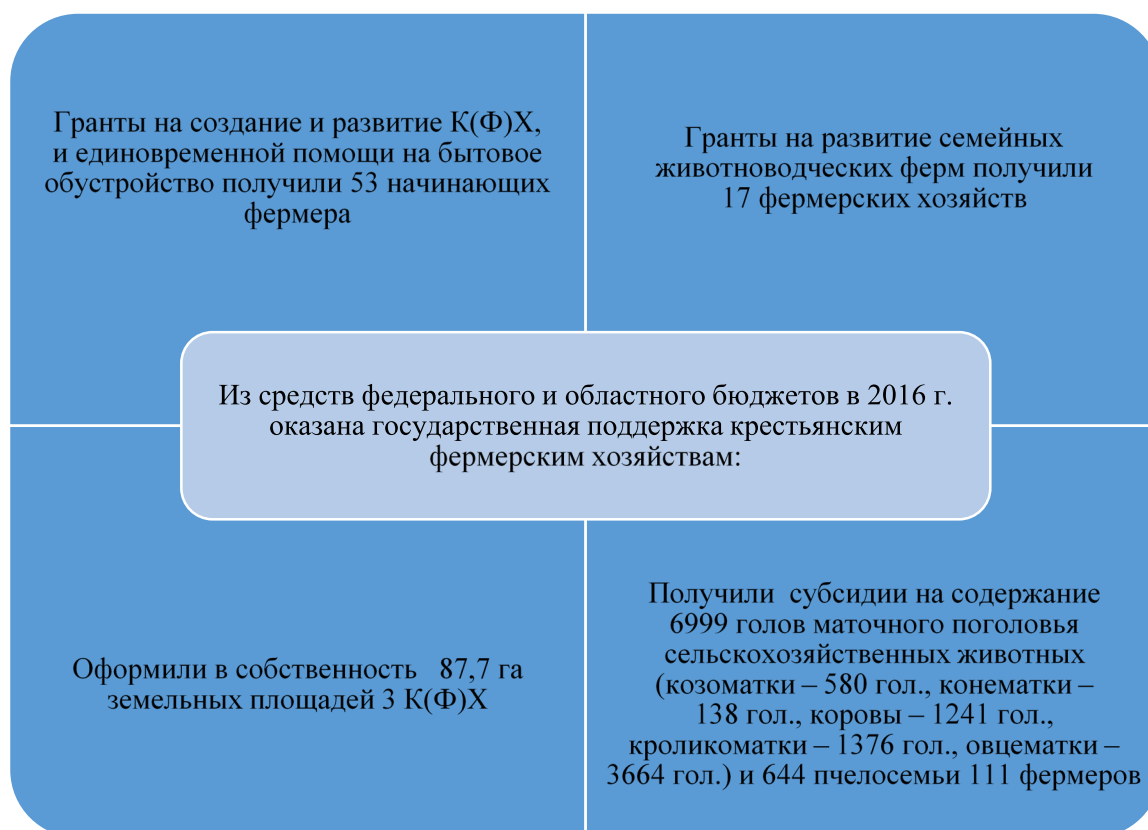 Гранты на создание и развитие К(Ф)Х,
и единовременной помощи на бытовое
обустройство получили 53 начинающих
фермера
Гранты на развитие семейных
животноводческих ферм получили
17 фермерских хозяйств
Из средств федерального и областного бюджетов в 2016 г.
оказана государственная поддержка крестьянским
фермерским хозяйствам:
Оформили в собственность 87,7 га
земельных площадей 3 К(Ф)Х
Получили субсидии на содержание
6999 голов маточного поголовья
сельскохозяйственных животных
(козоматки – 580 гол., конематки –
138 гол., коровы – 1241 гол.,
кроликоматки – 1376 гол., овцематки –
3664 гол.) и 644 пчелосемьи 111 фермеров